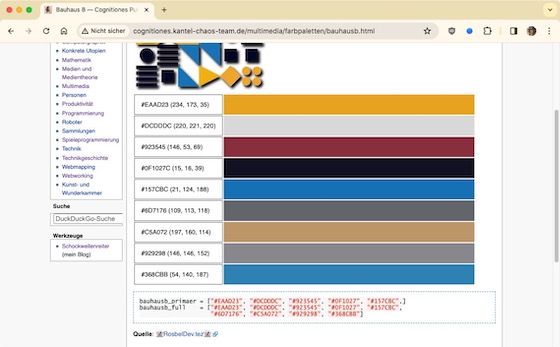 Bauhaus B — Cognitiones Pu
Nicht sicher
cognitiones.kantel-chaos-team.de/multimedia/farbpaletten/bauhausb.html
Konkrete Utopien
Mathematik
Medien und
Medientheorie
Multimedia
Personen
Produktivität
Programmierung
Roboter
Sammlungen
Spieleprogrammierung
Technik
Technikgeschichte
Webmapping
Webworking
Kunst- und
Wunderkammer
Suche
DuckDuckGo-Suche
Werkzeuge
Schockwellenreiter
(mein Blog)
#EAAD23 (234, 173, 35)
#DCDDDC (220, 221, 220)
#923545 (146, 53, 69)
#0F1027C (15, 16, 39)
#157CBC (21, 124, 188)
#6D7176 (109, 113, 118)
#C5A072 (197, 160, 114)
#929298 (146, 146, 152)
#368CBB (54, 140, 187)
bauhausb_primaer = ["#EAAD23", "#DCDDDC", "#923545", "#0F1027", "#157CBC",]
bauhausb_full = ["#EAAD23", "#DCDDDC", "#923545", "#0F1027", "#157CBC",
"#6D7176", "#C5A072", "#929298", "#368CBB"]
Quelle: RosbelDev.tez